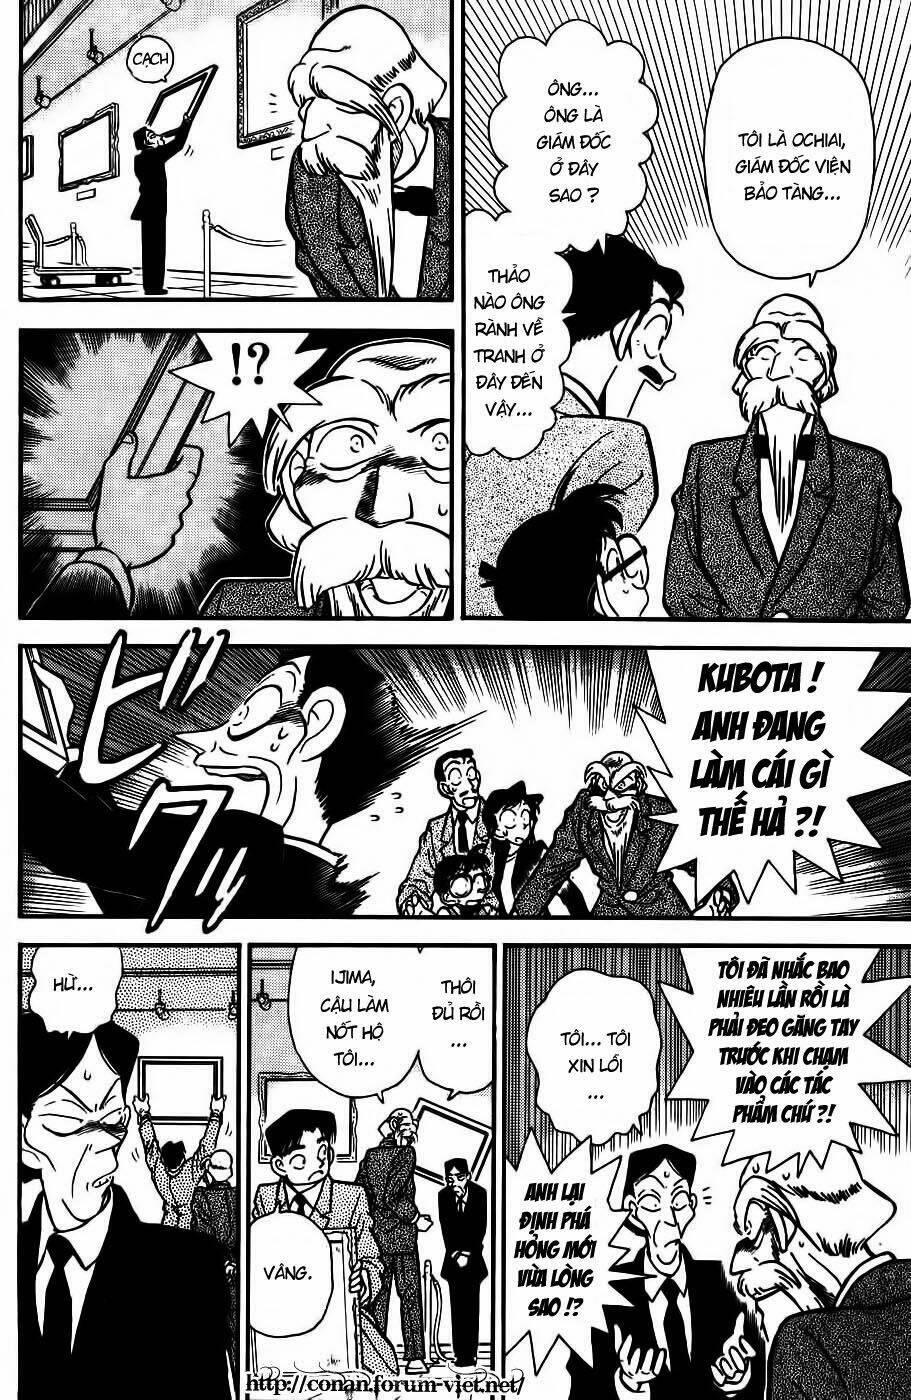 TÔI LÀ OCHIAI,
GIÁM ĐỐC VIỆN
BẢO TÀNG...
ÔNG...
ÔNG LÀ
GIÁM ĐỐC
Ở ĐÂY
SAO ?
THẢO
NÀO ÔNG
RÀNH VỀ
TRANH Ở
ĐÂY ĐẾN
VẬY...
CẠCH
!?
KUBOTA !
ANH ĐANG
LÀM CÁI GÌ
THẾ HẢ ?!
ビクッ
TÔI ĐÃ NHẮC BAO
NHIÊU LẦN RỒI LÀ
PHẢI ĐEO GĂNG TAY
TRƯỚC KHI CHẠM
VÀO CÁC TÁC
PHẨM CHỨ ?!
TÔI... TÔI
XIN LỖI
...
ANH LẠI
ĐỊNH PHÁ
HỎNG MỚI
VỪA LÒNG
SAO !?
THÔI
ĐỦ RỒI
...
IJIMA,
CẬU LÀM
NỐT HỘ
TÔI...
VÂNG.
HỪ...
http://conan.forum-viet.net/